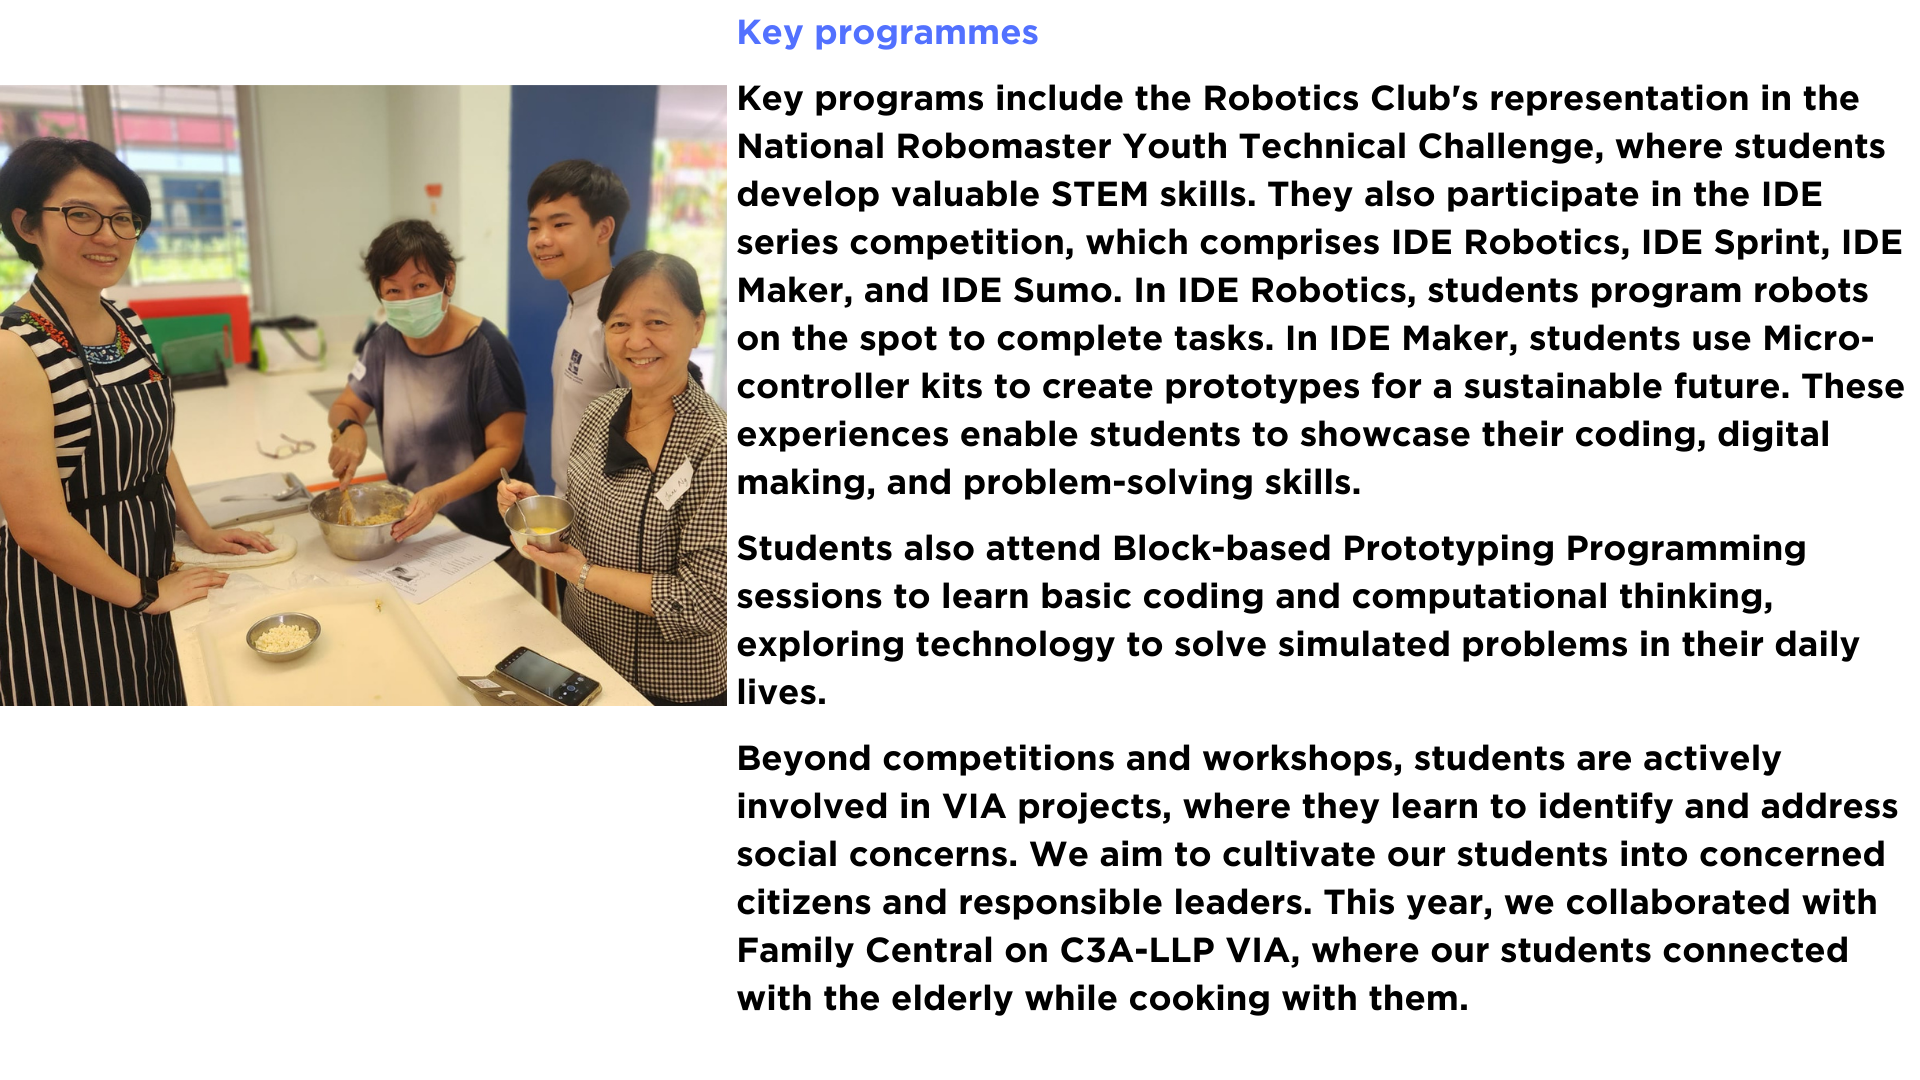 Key programmes
Key programs include the Robotics Club's representation in the
National Robomaster Youth Technical Challenge, where students
develop valuable STEM skills. They also participate in the IDE
series competition, which comprises IDE Robotics, IDE Sprint, IDE
Maker, and IDE Sumo. In IDE Robotics, students program robots
on the spot to complete tasks. In IDE Maker, students use Micro-
controller kits to create prototypes for a sustainable future. These
experiences enable students to showcase their coding, digital
making, and problem-solving skills.
Students also attend Block-based Prototyping Programming
sessions to learn basic coding and computational thinking,
exploring technology to solve simulated problems in their daily
lives.
Beyond competitions and workshops, students are actively
involved in VIA projects, where they learn to identify and address
social concerns. We aim to cultivate our students into concerned
citizens and responsible leaders. This year, we collaborated with
Family Central on C3A-LLP VIA, where our students connected
with the elderly while cooking with them.